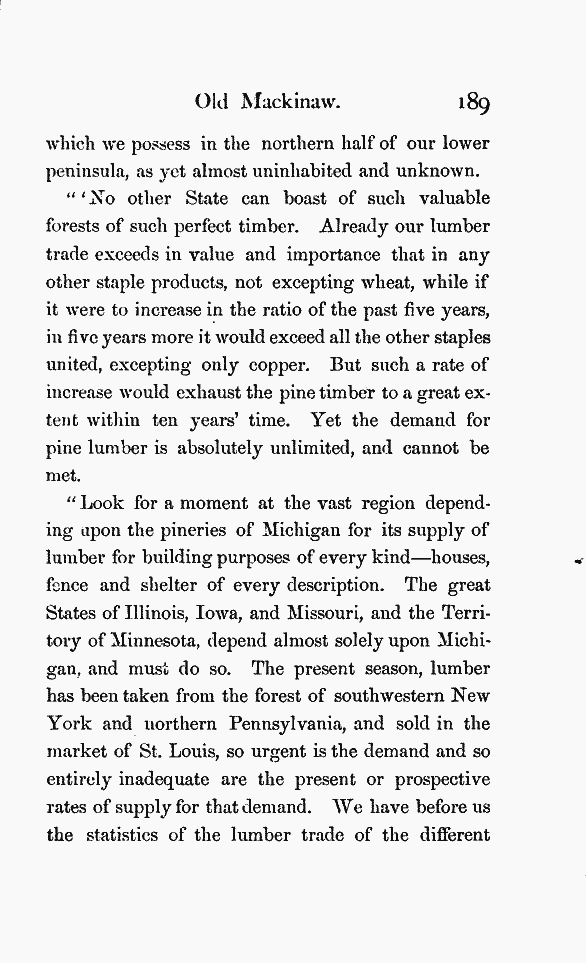 Old Mackinaw. 189
which we possess in the northern half of our lower
peninsula, as yet almost uninhabited and unknown.
" 'No other State can boast of such valuable
forests of such perfect timber. Already our lumber
trade exceeds in value and importance that in any
other staple products, not excepting wheat, while if
it were to increase in the ratio of the past five years,
in five years more it would exceed all the other staples
united, excepting only copper. But such a rate of
increase would exhaust the pine timber to a great ex-
tent within ten years' time. Yet the demand for
pine lumber is absolutely unlimited, and cannot be
met.
"Look for a moment at the vast region depend-
ing upon the pineries of Michigan for its supply of
lumber for building purposes of every kind—houses,
fence and shelter of every description. The great
States of Illinois, Iowa, and Missouri, and the Terri-
tory of Minnesota, depend almost solely upon Michi-
gan, and must do so. The present season, lumber
has been taken from the forest of southwestern New
York and northern Pennsylvania, and sold in the
market of St. Louis, so urgent is the demand and so
entirely inadequate are the present or prospective
rates of supply for that demand. We have before us
the statistics of the lumber trade of the different